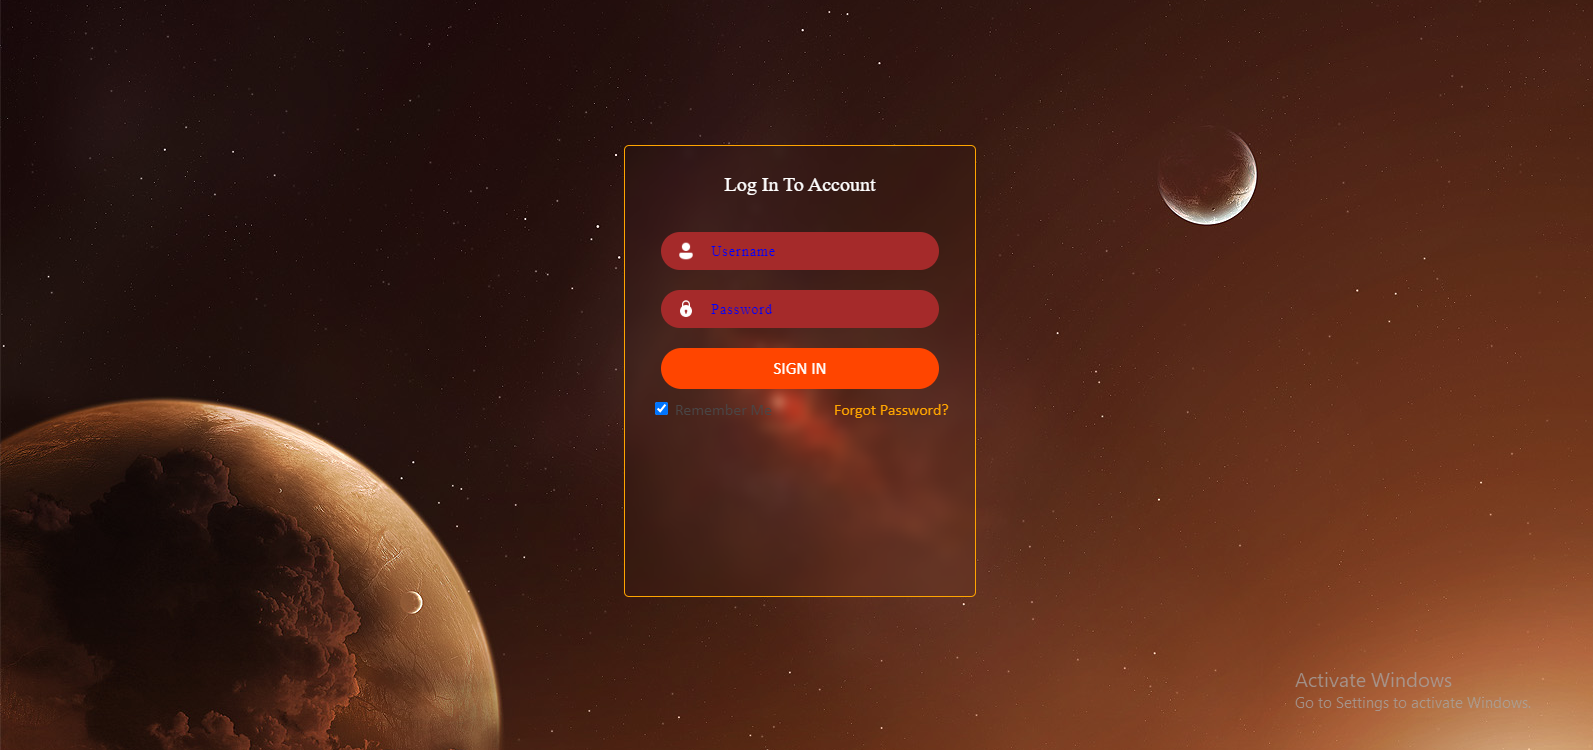 Log In To Account
Username
Password
SIGN IN
Remember Me Forgot Password?
Activate Windows
Go to Settings to activate Windows.